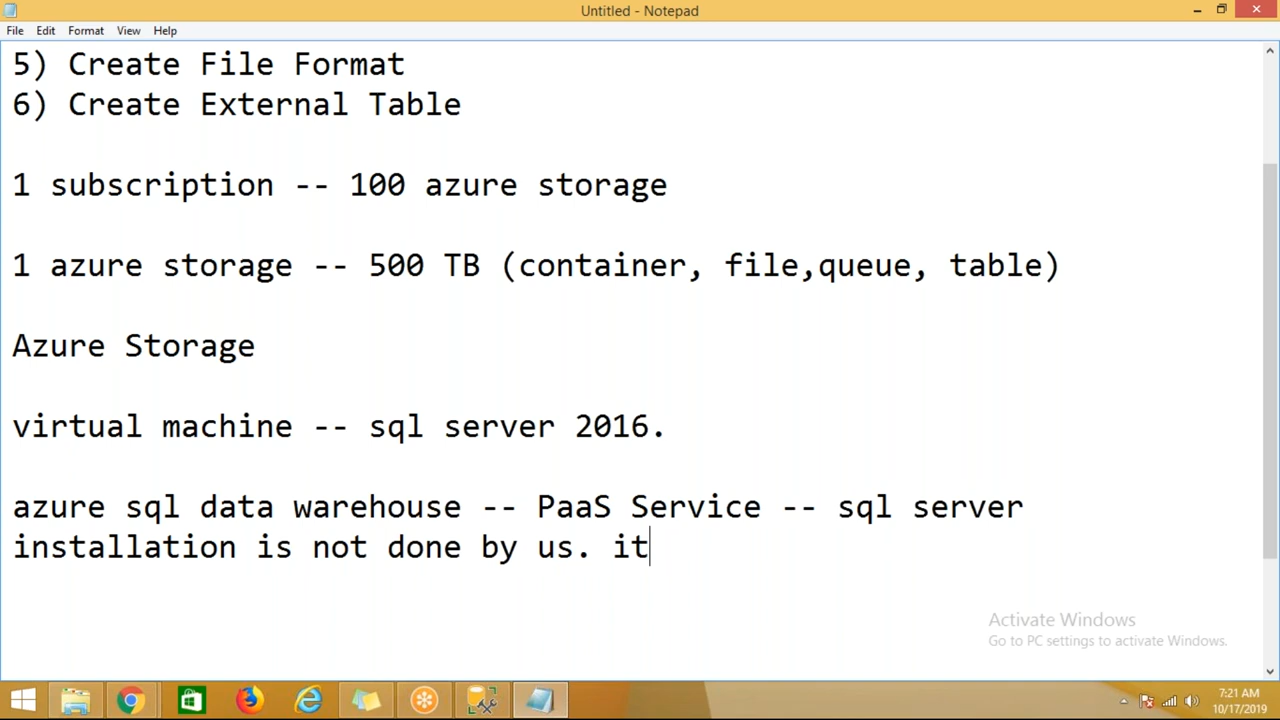 Untitled - Notepad
File Edit Format View Help
5) Create File Format
6) Create External Table
1 subscription -- 100 azure storage
1 azure storage -- 500 TB (container, file,queue, table)
Azure Storage
virtual machine -- sql server 2016.
azure sql data warehouse -- PaaS Service -- sql server
installation is not done by us. it
Activate Windows
Go to PC settings to activate Windows.
7:21 AM
10/17/2019